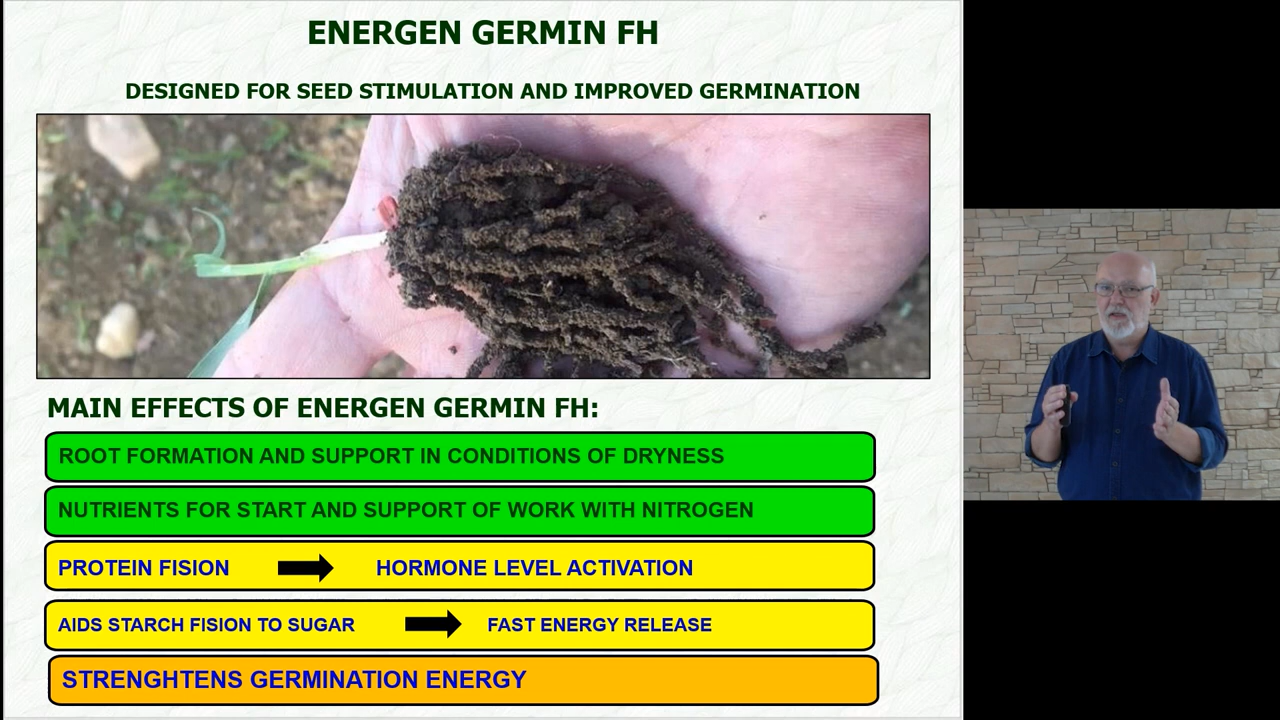 ENERGEN GERMIN FH
DESIGNED FOR SEED STIMULATION AND IMPROVED GERMINATION
MAIN EFFECTS OF ENERGEN GERMIN FH:
ROOT FORMATION AND SUPPORT IN CONDITIONS OF DRYNESS
NUTRIENTS FOR START AND SUPPORT OF WORK WITH NITROGEN
PROTEIN FISION HORMONE LEVEL ACTIVATION
AIDS STARCH FISION TO SUGAR FAST ENERGY RELEASE
STRENGHTENS GERMINATION ENERGY